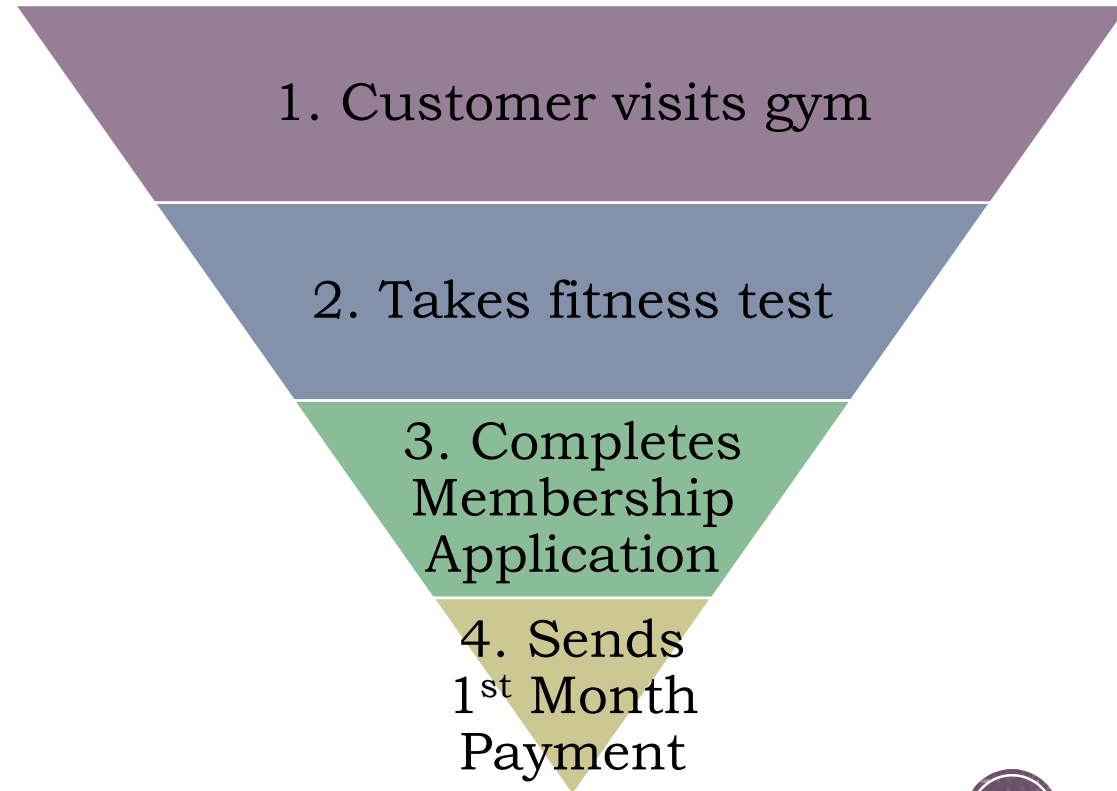 1. Customer visits gym
2. Takes fitness test
3. Completes
Membership
Application
4. Sends
1st Month
Payment